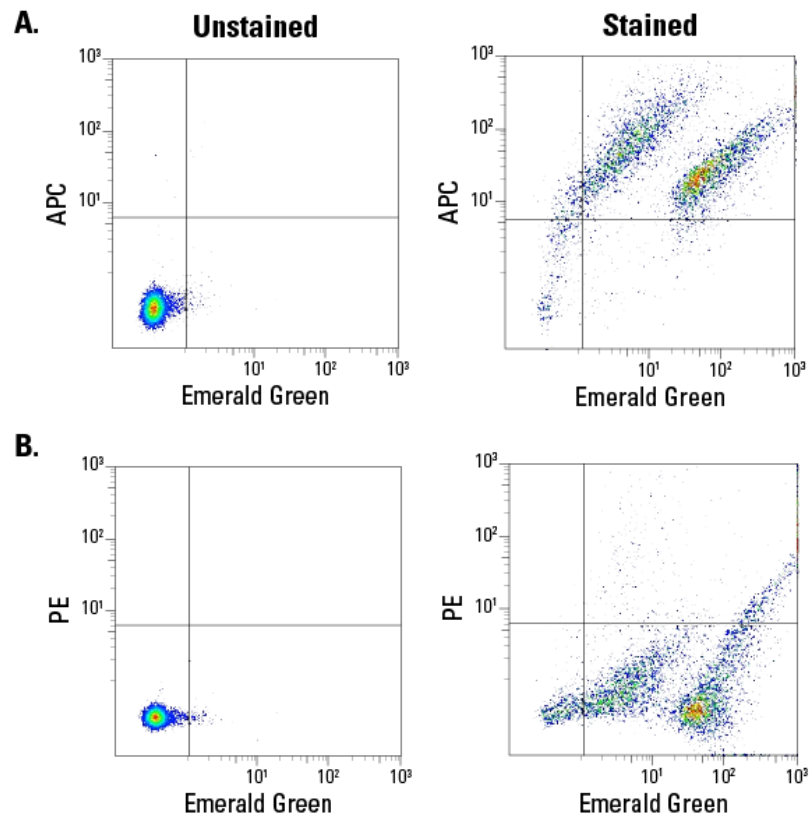 A.
Unstained
Stained
10³
10²
10¹
APC
10¹ 10² 10³
Emerald Green
10³
10²
10¹
APC
10¹ 10² 10³
Emerald Green
B.
10³
10²
10¹
PE
10¹ 10² 10³
Emerald Green
10³
10²
10¹
PE
10¹ 10² 10³
Emerald Green